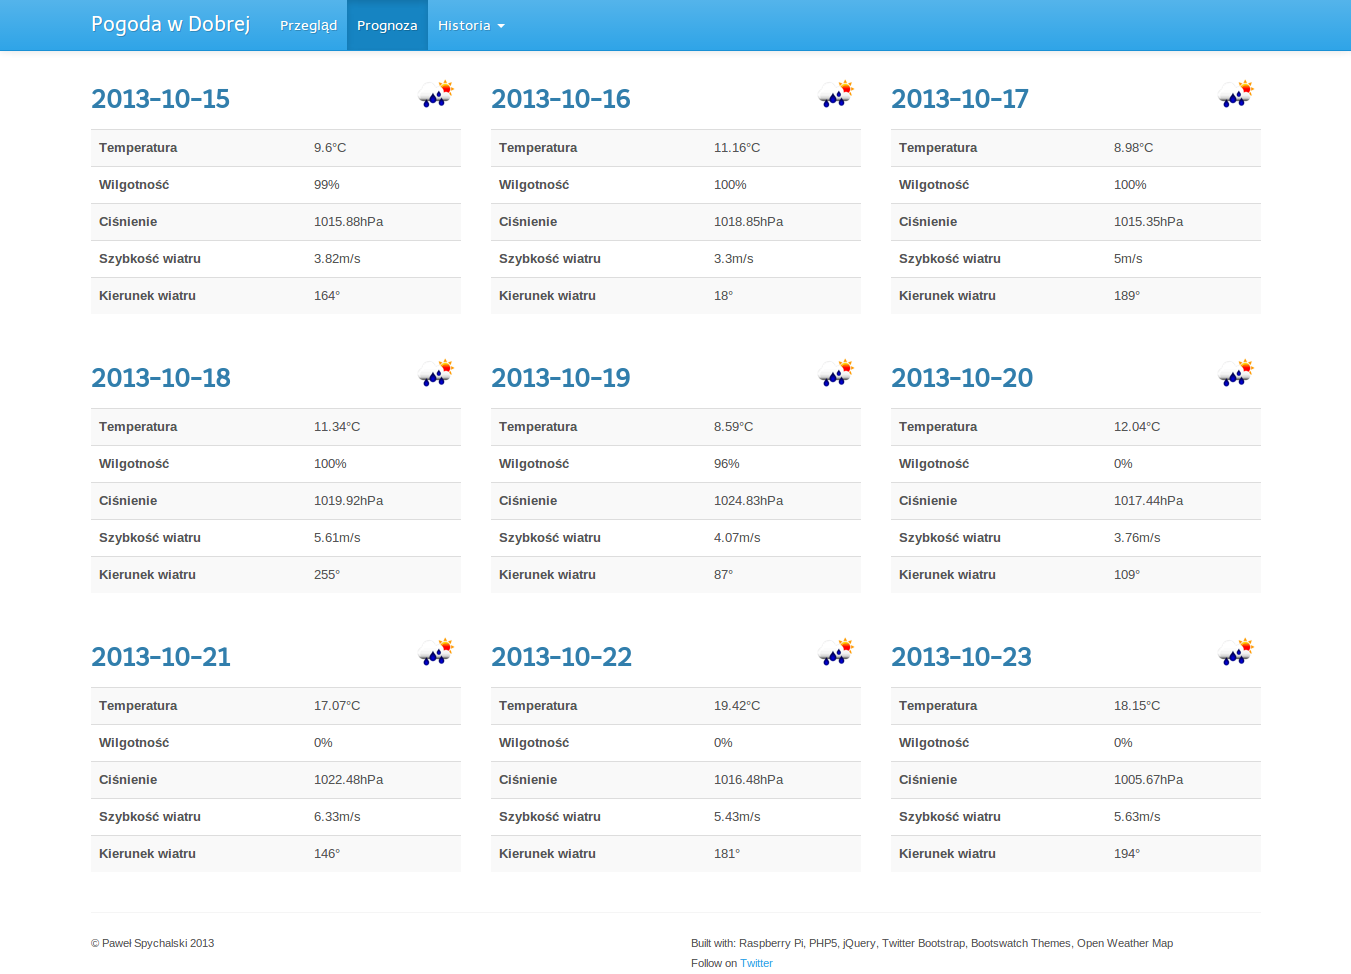 Pogoda w Dobrej Przegląd Prognoza Historia
2013-10-15
Temperatura 9.6°C
Wilgotność 99%
Ciśnienie 1015.88hPa
Szybkość wiatru 3.82m/s
Kierunek wiatru 164°
2013-10-16
Temperatura 11.16°C
Wilgotność 100%
Ciśnienie 1018.85hPa
Szybkość wiatru 3.3m/s
Kierunek wiatru 18°
2013-10-17
Temperatura 8.98°C
Wilgotność 100%
Ciśnienie 1015.35hPa
Szybkość wiatru 5m/s
Kierunek wiatru 189°
2013-10-18
Temperatura 11.34°C
Wilgotność 100%
Ciśnienie 1019.92hPa
Szybkość wiatru 5.61m/s
Kierunek wiatru 255°
2013-10-19
Temperatura 8.59°C
Wilgotność 96%
Ciśnienie 1024.83hPa
Szybkość wiatru 4.07m/s
Kierunek wiatru 87°
2013-10-20
Temperatura 12.04°C
Wilgotność 0%
Ciśnienie 1017.44hPa
Szybkość wiatru 3.76m/s
Kierunek wiatru 109°
2013-10-21
Temperatura 17.07°C
Wilgotność 0%
Ciśnienie 1022.48hPa
Szybkość wiatru 6.33m/s
Kierunek wiatru 146°
2013-10-22
Temperatura 19.42°C
Wilgotność 0%
Ciśnienie 1016.48hPa
Szybkość wiatru 5.43m/s
Kierunek wiatru 181°
2013-10-23
Temperatura 18.15°C
Wilgotność 0%
Ciśnienie 1005.67hPa
Szybkość wiatru 5.63m/s
Kierunek wiatru 194°
© Paweł Spychalski 2013
Built with: Raspberry Pi, PHP5, jQuery, Twitter Bootstrap, Bootswatch Themes, Open Weather Map
Follow on Twitter